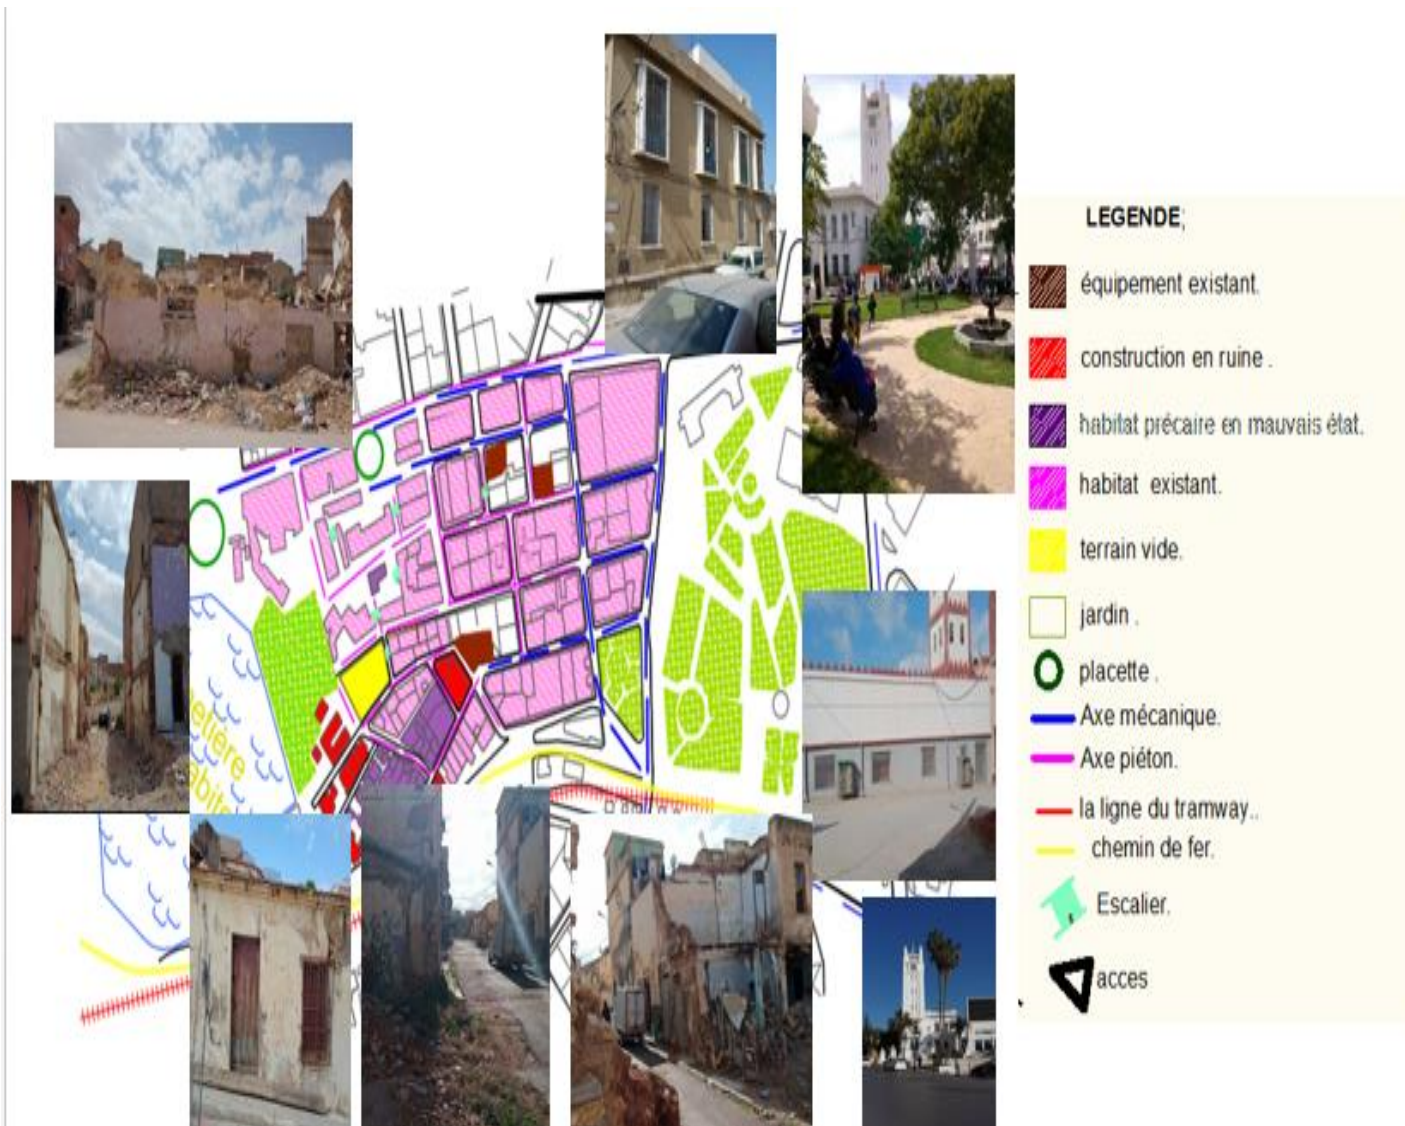 LEGENDE;
équipement existant.
construction en ruine .
habitat précaire en mauvais état.
habitat existant.
terrain vide.
jardin .
placette .
Axe mécanique.
Axe piéton.
la ligne du tramway..
chemin de fer.
Escalier.
acces